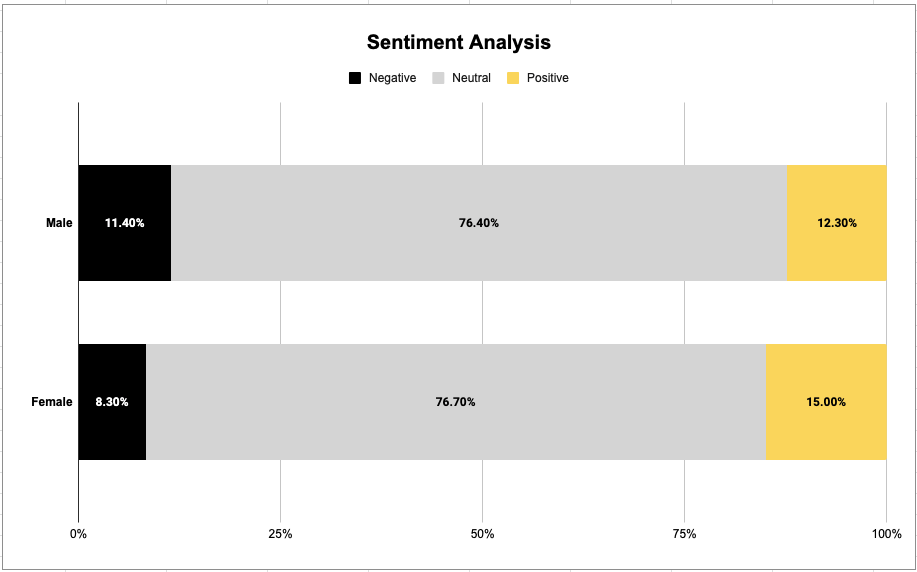 Sentiment Analysis
Negative Neutral Positive
Male 11.40% 76.40% 12.30%
Female 8.30% 76.70% 15.00%
0% 25% 50% 75% 100%